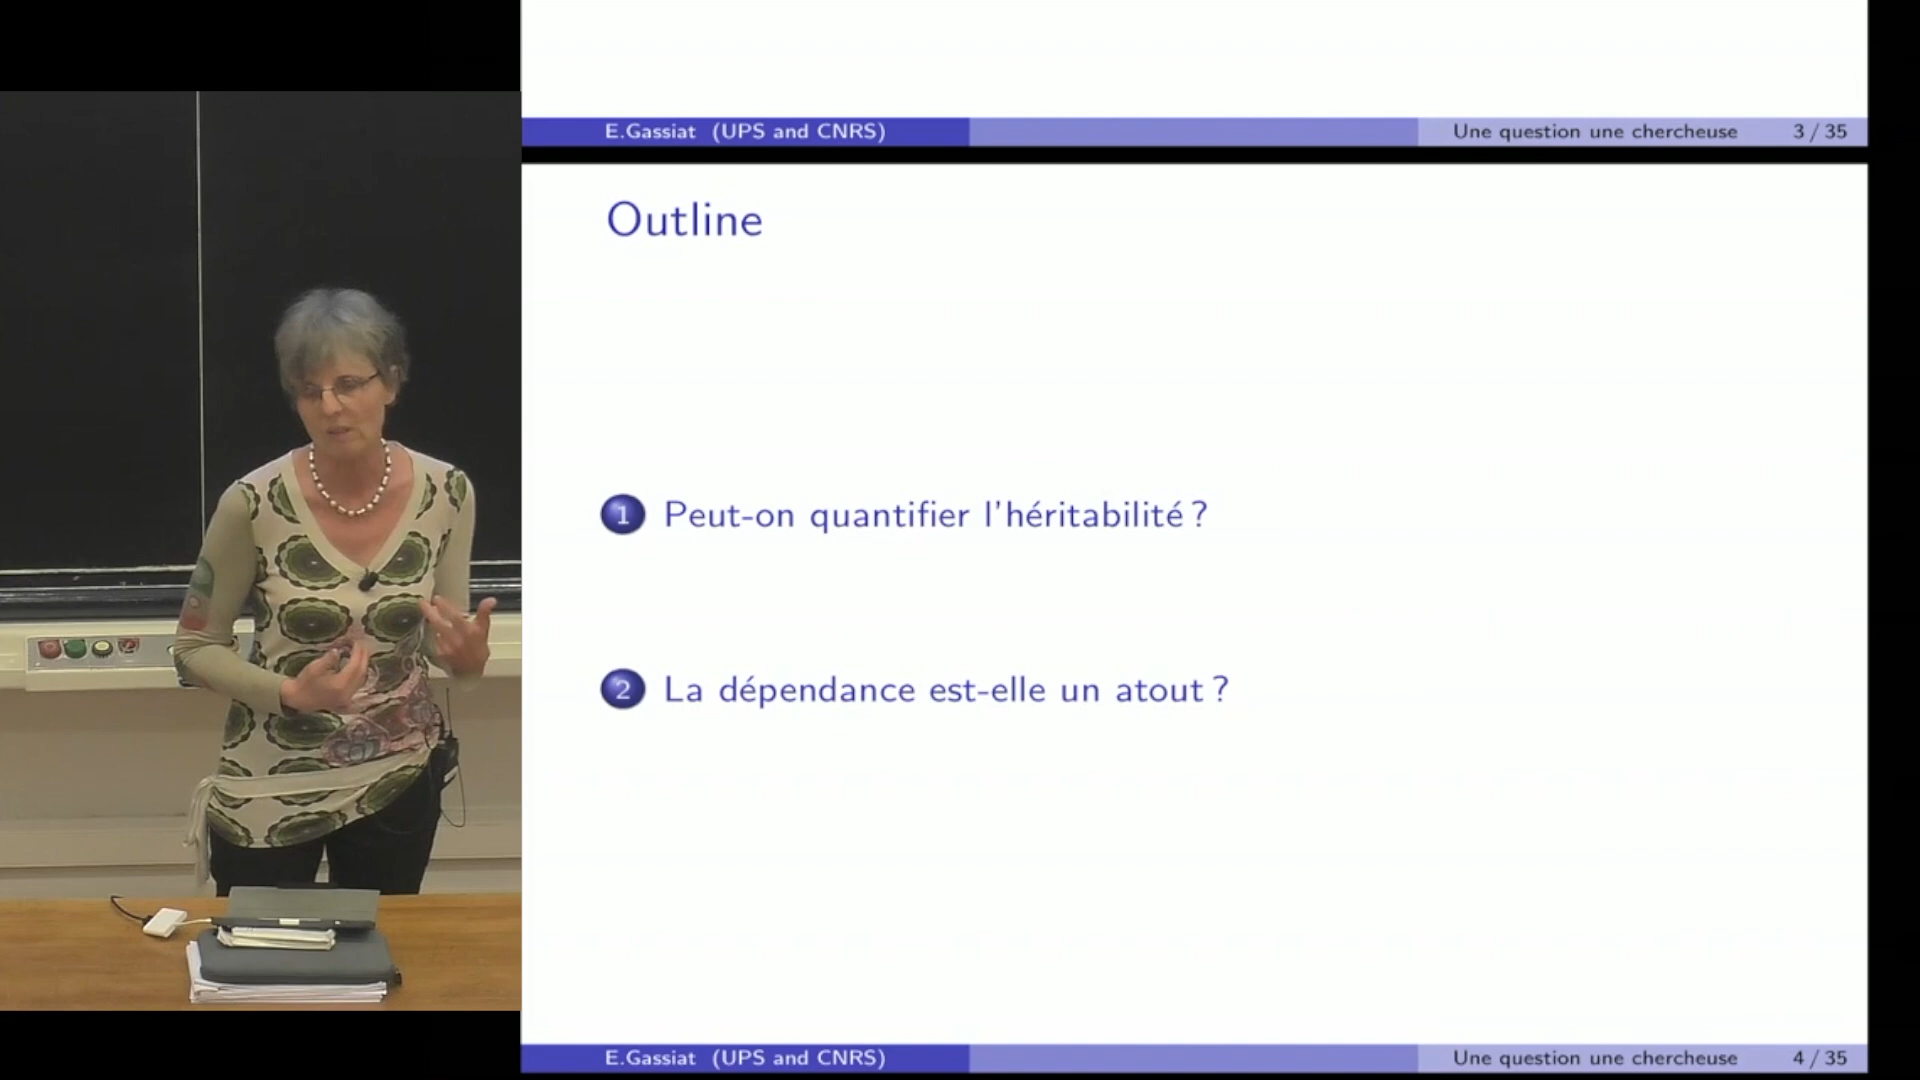 E.Gassiat (UPS and CNRS) Une question une chercheuse 3 / 35
Outline
1 Peut-on quantifier l'héritabilité ?
2 La dépendance est-elle un atout ?
E.Gassiat (UPS and CNRS) Une question une chercheuse 4 / 35